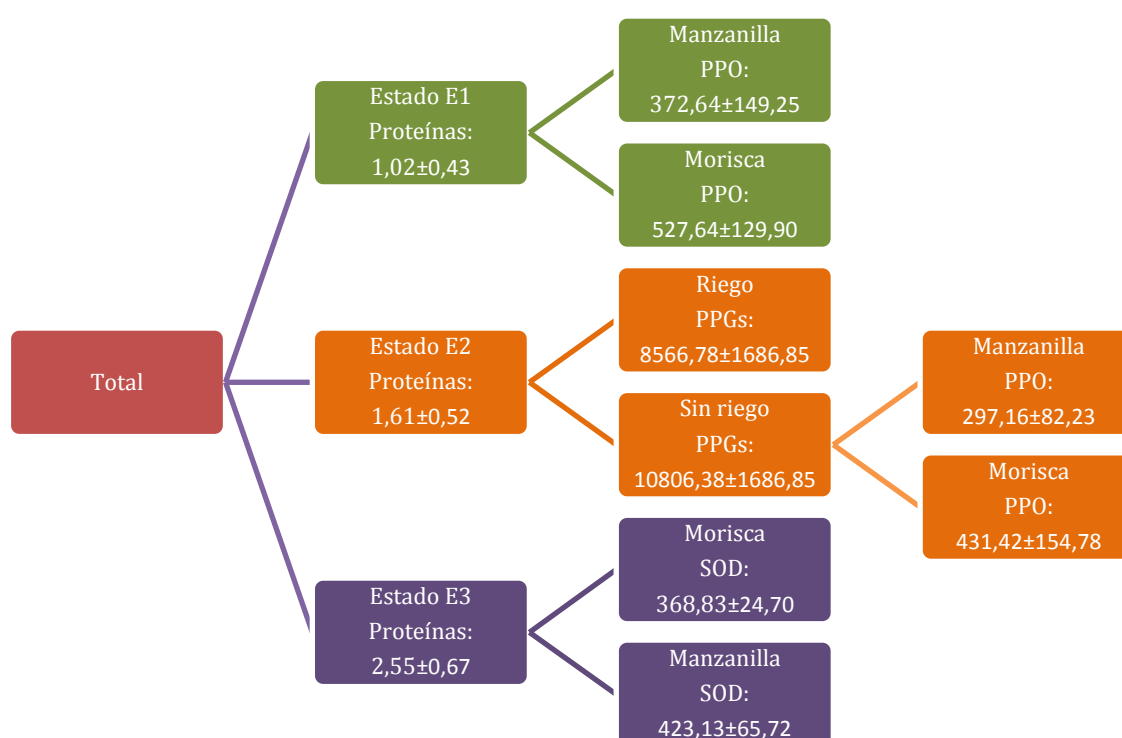 Total
Estado E1
Proteínas:
1,02±0,43
Manzanilla
PPO:
372,64±149,25
Morisca
PPO:
527,64±129,90
Estado E2
Proteínas:
1,61±0,52
Riego
PPGs:
8566,78±1686,85
Sin riego
PPGs:
10806,38±1686,85
Manzanilla
PPO:
297,16±82,23
Morisca
PPO:
431,42±154,78
Estado E3
Proteínas:
2,55±0,67
Morisca
SOD:
368,83±24,70
Manzanilla
SOD:
423,13±65,72